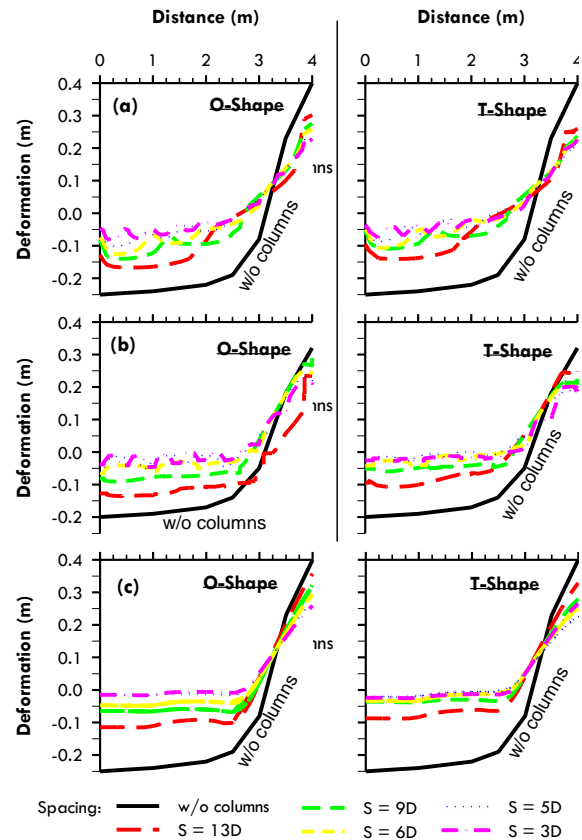 Distance (m) Distance (m)
0 1 2 3 4 0 1 2 3 4
0.4
(a) O-Shape T-Shape
0.3
0.2
ıns
0.1
Deformation (m)
0.0
-0.1
w/o columns w/o columns
-0.2
0.4
(b) O-Shape T-Shape
0.3
0.2
ıns
0.1
Deformation (m)
0.0
-0.1
w/o columns
-0.2
w/o columns
0.4
(c) O-Shape T-Shape
0.3
0.2
ıns
0.1
Deformation (m)
0.0
-0.1
w/o columns w/o columns
-0.2
Spacing: w/o columns S = 9D S = 5D
S = 13D S = 6D S = 3D